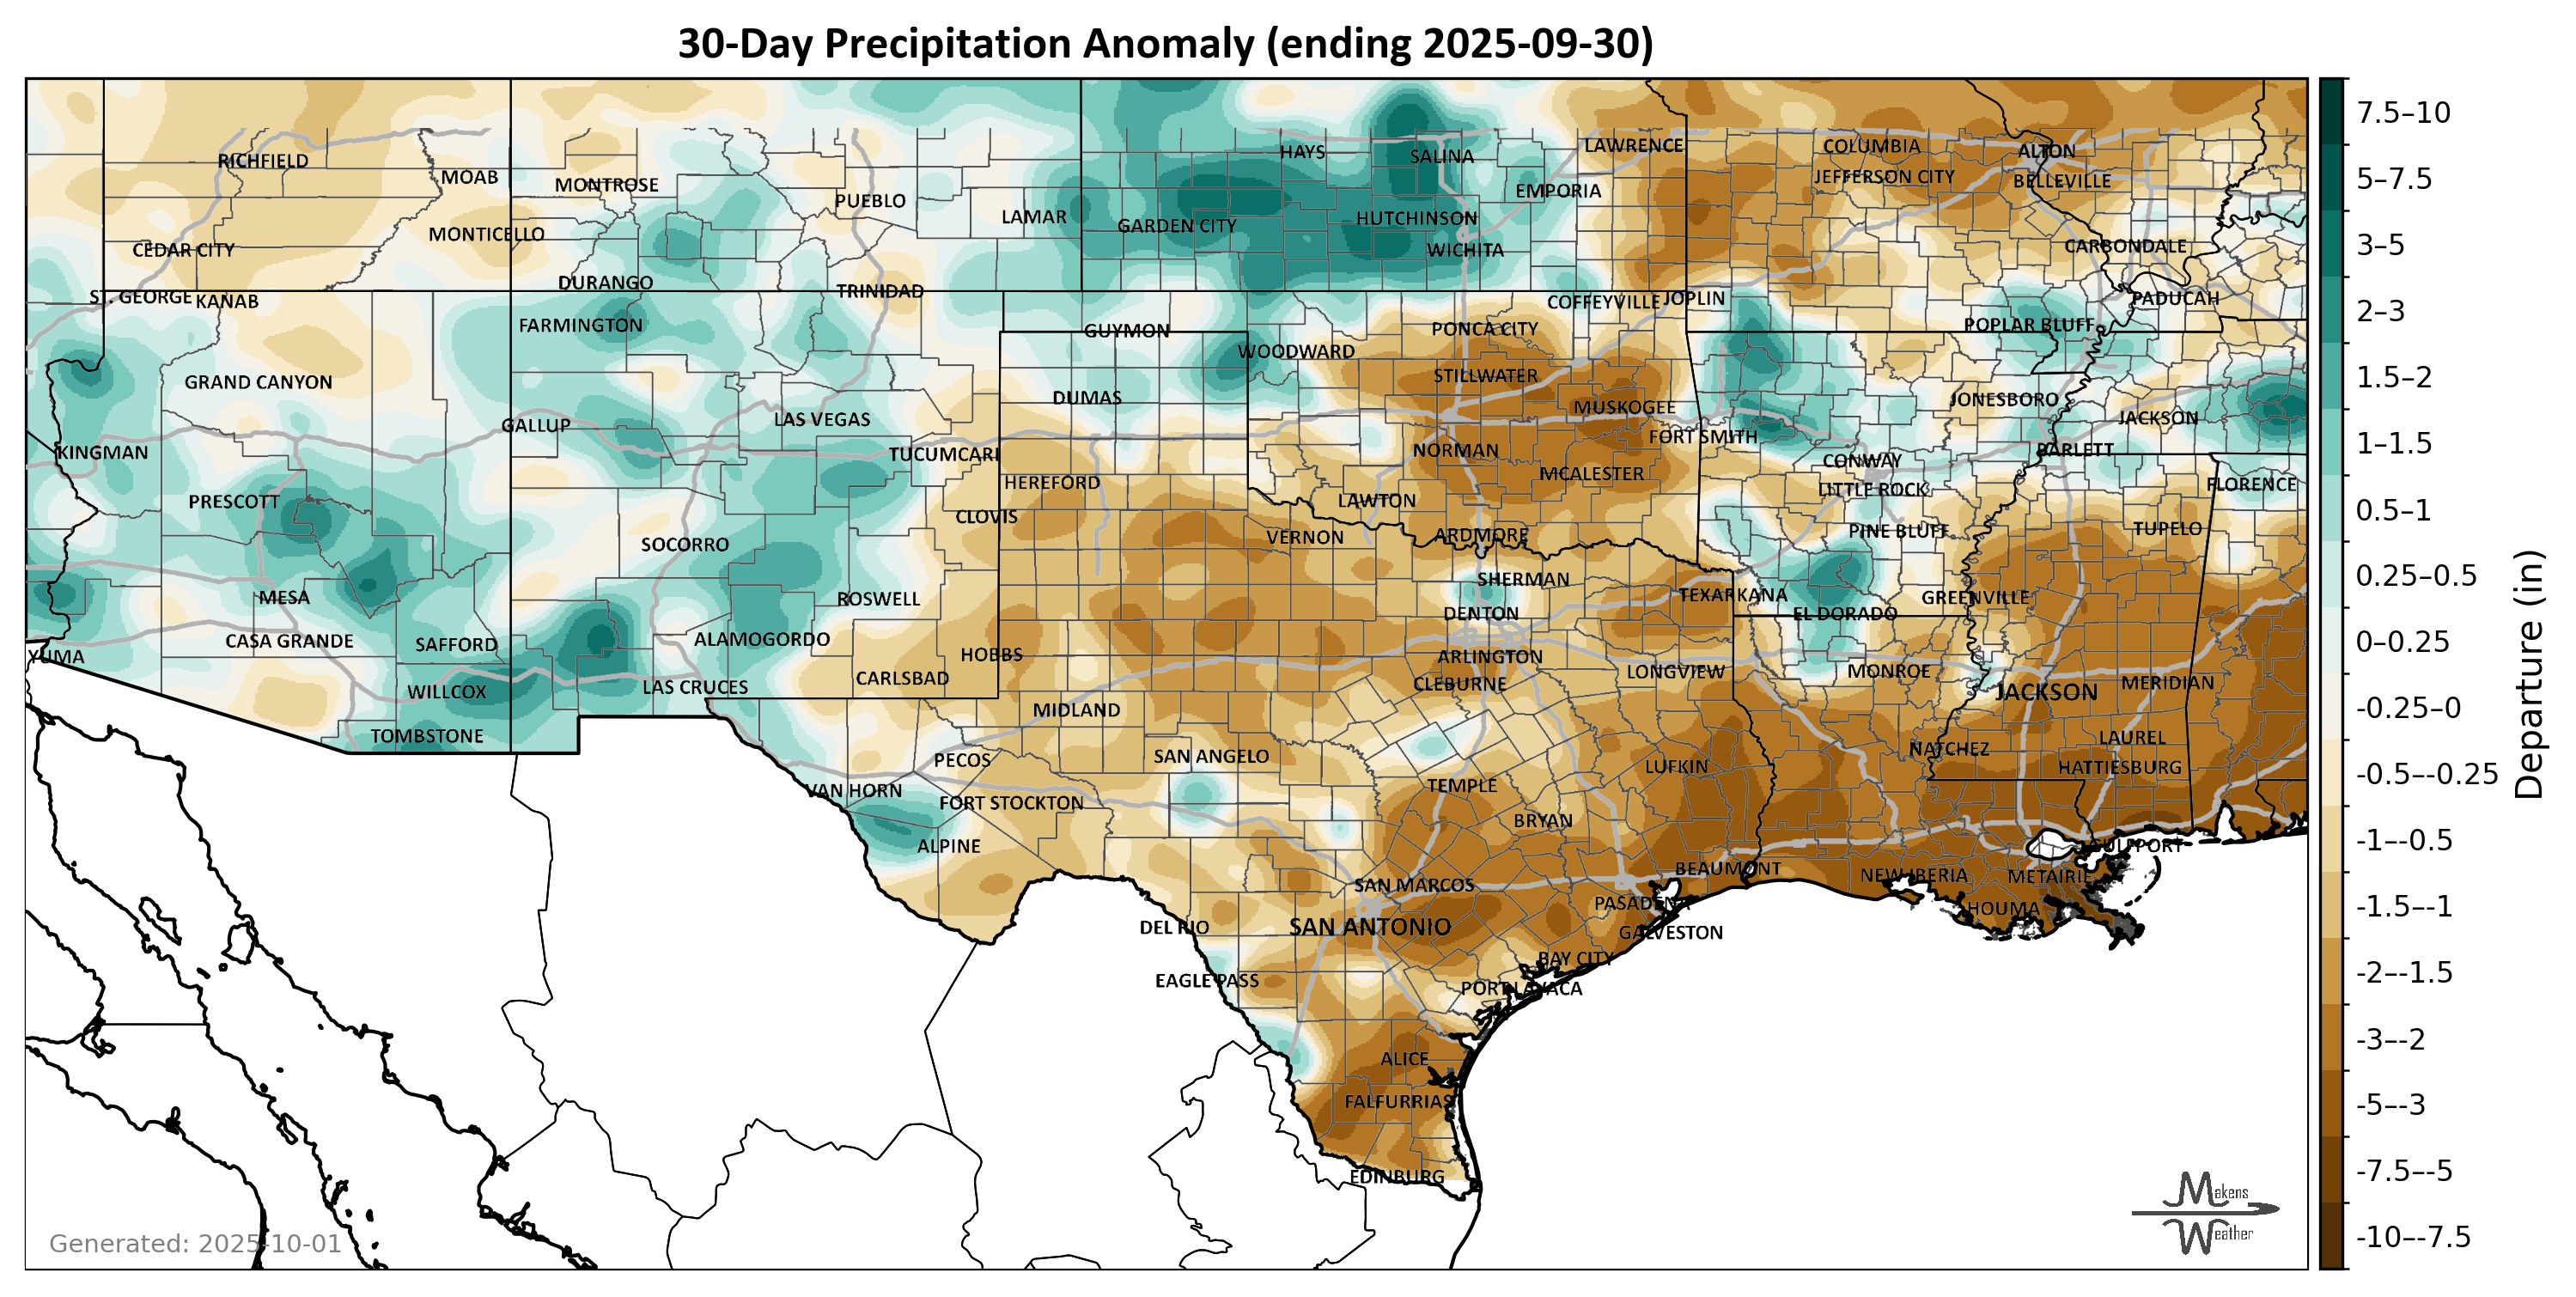 30-Day Precipitation Anomaly (ending 2025-09-30)
RICHFIELD
MOAB
MONTROSE
PUEBLO
LAMAR
HAYS
SALINA
LAWRENCE
COLUMBIA
ALTON
JEFFERSON CITY
BELLEVILLE
EMPORIA
GARDEN CITY
HUTCHINSON
WICHITA
CEDAR CITY
MONTICELLO
CARBONDALE
DURANGO
TRINIDAD
ST. GEORGE
KANAB
COFFEYVILLE
JOPLIN
PADUCAH
FARMINGTON
GUYMON
PONCA CITY
POPLAR BLUFF
WOODWARD
STILLWATER
GRAND CANYON
DUMAS
MUSKOGEE
JONESBORO
JACKSON
GALLUP
LAS VEGAS
FORT SMITH
KINGMAN
TUCUMCARI
NORMAN
BARLETT
CONWAY
MCALESTER
HEREFORD
LITTLE ROCK
FLORENCE
PRESCOTT
LAWTON
CLOVIS
PINE BLUFF
TUPELO
SOCORRO
VERNON
ARDMORE
SHERMAN
MESA
ROSWELL
TEXARKANA
GREENVILLE
DENTON
EL DORADO
CASA GRANDE
SAFFORD
ALAMOGORDO
HOBBS
ARLINGTON
YUMA
LONGVIEW
MONROE
CARLSBAD
CLEBURNE
MERIDIAN
WILLCOX
LAS CRUCES
JACKSON
MIDLAND
TOMBSTONE
LAUREL
NATCHEZ
SAN ANGELO
PECOS
LUFKIN
HATTIESBURG
VAN HORN
TEMPLE
FORT STOCKTON
BRYAN
ALPINE
GULFPORT
BEAUMONT
NEW IBERIA
METAIRIE
SAN MARCOS
PASADENA
HOUMA
DEL RIO
SAN ANTONIO
GALVESTON
BAY CITY
EAGLE PASS
PORT LAVACA
ALICE
FALFURRIAS
EDINBURG
Generated: 2025-10-01
Makens
Weather
7.5–10
5–7.5
3–5
2–3
1.5–2
1–1.5
0.5–1
0.25–0.5
0–0.25
-0.25–0
-0.5–-0.25
-1–-0.5
-1.5–-1
-2–-1.5
-3–-2
-5–-3
-7.5–-5
-10–-7.5
Departure (in)